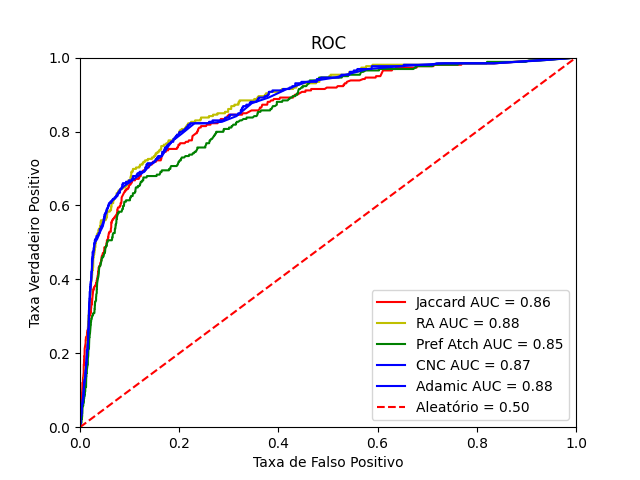 ROC
1.0
0.8
0.6
0.4
0.2
0.0
Taxa Verdadeiro Positivo
Jaccard AUC = 0.86
RA AUC = 0.88
Pref Atch AUC = 0.85
CNC AUC = 0.87
Adamic AUC = 0.88
Aleatório = 0.50
0.0 0.2 0.4 0.6 0.8 1.0
Taxa de Falso Positivo